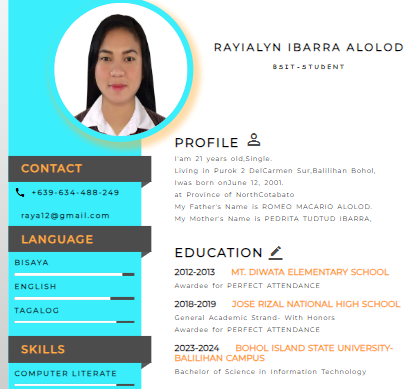 RAYIALYN IBARRA ALOLOD
BSIT-STUDENT
CONTACT
+639-634-488-249
raya12@gmail.com
LANGUAGE
BISAYA
ENGLISH
TAGALOG
SKILLS
COMPUTER LITERATE
PROFILE
I'am 21 years old,Single.
Living in Purok 2 DelCarmen Sur,Balilihan Bohol,
Iwas born onJune 12, 2001.
at Province of NorthCotabato
My Father's Name is ROMEO MACARIO ALOLOD.
My Mother's Name is PEDRITA TUDTUD IBARRA,
EDUCATION
2012-2013 MT. DIWATA ELEMENTARY SCHOOL
Awardee for PERFECT ATTENDANCE
2018-2019 JOSE RIZAL NATIONAL HIGH SCHOOL
General Academic Strand- With Honors
Awardee for PERFECT ATTENDANCE
2023-2024 BOHOL ISLAND STATE UNIVERSITY-
BALILIHAN CAMPUS
Bachelor of Science in Information Technology